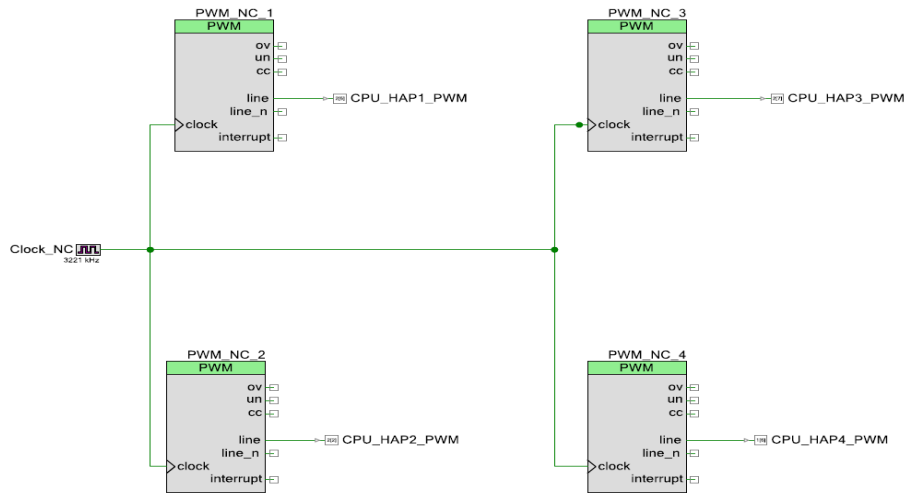 PWM_NC_1
PWM
ov
un
cc
line
line_n
clock
interrupt
CPU_HAP1_PWM
PWM_NC_3
PWM
ov
un
cc
line
line_n
clock
interrupt
CPU_HAP3_PWM
Clock_NC
3221 kHz
PWM_NC_2
PWM
ov
un
cc
line
line_n
clock
interrupt
CPU_HAP2_PWM
PWM_NC_4
PWM
ov
un
cc
line
line_n
clock
interrupt
CPU_HAP4_PWM